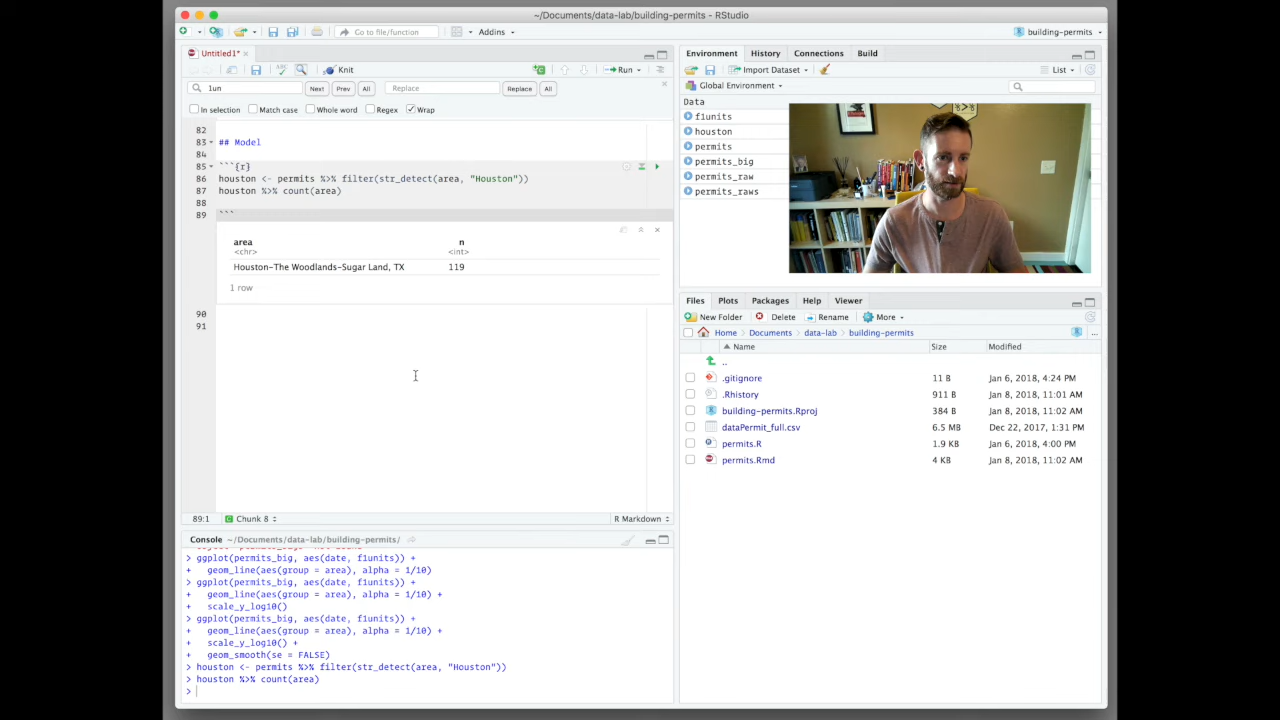 ~/Documents/data-lab/building-permits - RStudio
Go to file/function
Addins
building-permits
Untitled1*
Knit
Run
1un
Next
Prev
All
Replace
Replace
All
In selection
Match case
Whole word
Regex
Wrap
82
83 ## Model
84
85 ```{r}
86 houston <- permits %>% filter(str_detect(area, "Houston"))
87 houston %>% count(area)
88
89 ```
area n
<chr> <int>
Houston-The Woodlands-Sugar Land, TX 119
1 row
90
91
89:1 Chunk 8 R Markdown
Console ~/Documents/data-lab/building-permits/
> ggplot(permits_big, aes(date, f1units)) +
+ geom_line(aes(group = area), alpha = 1/10)
> ggplot(permits_big, aes(date, f1units)) +
+ geom_line(aes(group = area), alpha = 1/10) +
+ scale_y_log10()
> ggplot(permits_big, aes(date, f1units)) +
+ geom_line(aes(group = area), alpha = 1/10) +
+ scale_y_log10() +
+ geom_smooth(se = FALSE)
> houston <- permits %>% filter(str_detect(area, "Houston"))
> houston %>% count(area)
>
Environment History Connections Build
Import Dataset
List
Global Environment
Data
f1units
houston
permits
permits_big
permits_raw
permits_raws
Files Plots Packages Help Viewer
New Folder Delete Rename More
Home Documents data-lab building-permits
...
Name Size Modified
..
.gitignore 11 B Jan 6, 2018, 4:24 PM
.Rhistory 911 B Jan 8, 2018, 11:01 AM
building-permits.Rproj 384 B Jan 8, 2018, 11:02 AM
dataPermit_full.csv 6.5 MB Dec 22, 2017, 1:31 PM
permits.R 1.9 KB Jan 6, 2018, 4:00 PM
permits.Rmd 4 KB Jan 8, 2018, 11:02 AM